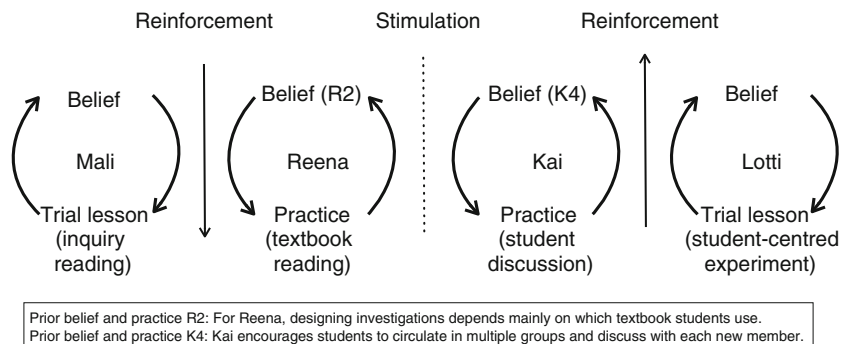 Reinforcement Stimulation Reinforcement
Belief Belief (R2) Belief (K4) Belief
Mali Reena Kai Lotti
Trial lesson Practice Practice Trial lesson
(inquiry (textbook (student (student-centred
reading) reading) discussion) experiment)
Prior belief and practice R2: For Reena, designing investigations depends mainly on which textbook students use.
Prior belief and practice K4: Kai encourages students to circulate in multiple groups and discuss with each new member.